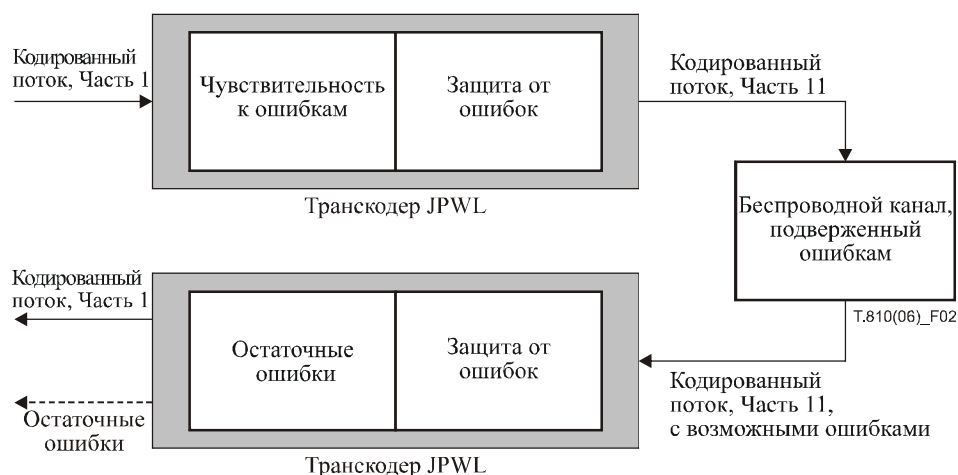 Кодированный
поток, Часть 1
Чувствительность
к ошибкам
Защита от
ошибок
Транскодер JPWL
Кодированный
поток, Часть 11
Беспроводной канал,
подверженный
ошибкам
T.810(06)_F02
Кодированный
поток, Часть 11,
с возможными ошибками
Защита от
ошибок
Остаточные
ошибки
Транскодер JPWL
Кодированный
поток, Часть 1
Остаточные
ошибки